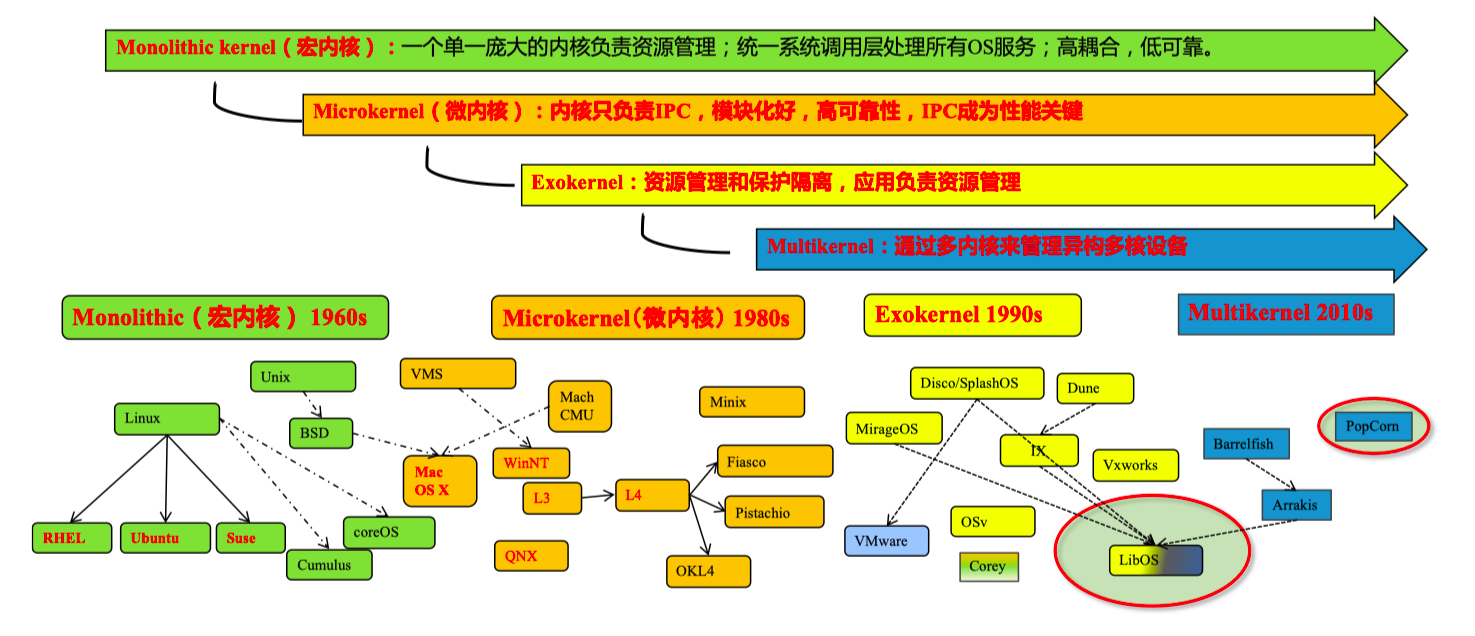 Monolithic kernel（宏内核）：一个单一庞大的内核负责资源管理；统一系统调用层处理所有OS服务；高耦合，低可靠。
Microkernel（微内核）：内核只负责IPC，模块化好，高可靠性，IPC成为性能关键
Exokernel：资源管理和保护隔离，应用负责资源管理
Multikernel：通过多内核来管理异构多核设备
Monolithic（宏内核） 1960s
Microkernel（微内核） 1980s
Exokernel 1990s
Multikernel 2010s
Unix
Linux
BSD
RHEL
Ubuntu
Suse
coreOS
Cumulus
VMS
Mach
CMU
Mac
OS X
WinNT
L3
L4
QNX
Minix
Fiasco
Pistachio
OKL4
Disco/SplashOS
Dune
MirageOS
IX
Vxworks
VMware
OSv
Corey
LibOS
Barrelfish
Arrakis
PopCorn